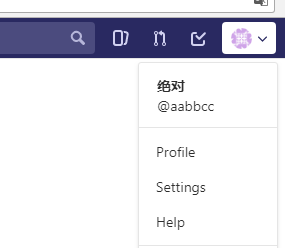 绝对
@aabbcc
Profile
Settings
Help